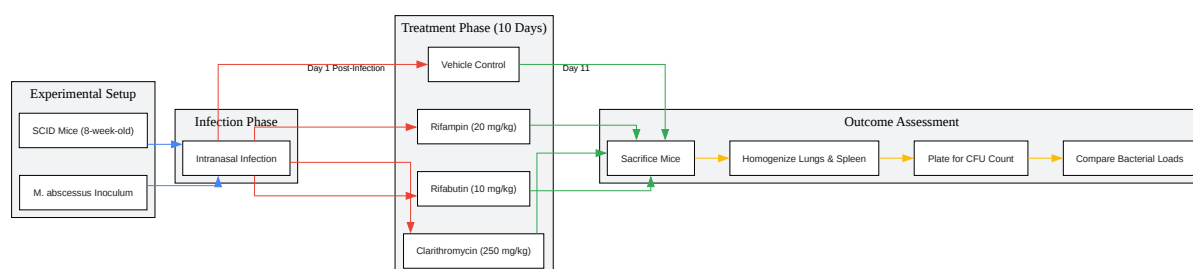 Experimental Setup
SCID Mice (8-week-old)
M. abscessus Inoculum
Infection Phase
Intranasal Infection
Day 1 Post-Infection
Treatment Phase (10 Days)
Vehicle Control
Rifampin (20 mg/kg)
Rifabutin (10 mg/kg)
Clarithromycin (250 mg/kg)
Day 11
Outcome Assessment
Sacrifice Mice
Homogenize Lungs & Spleen
Plate for CFU Count
Compare Bacterial Loads